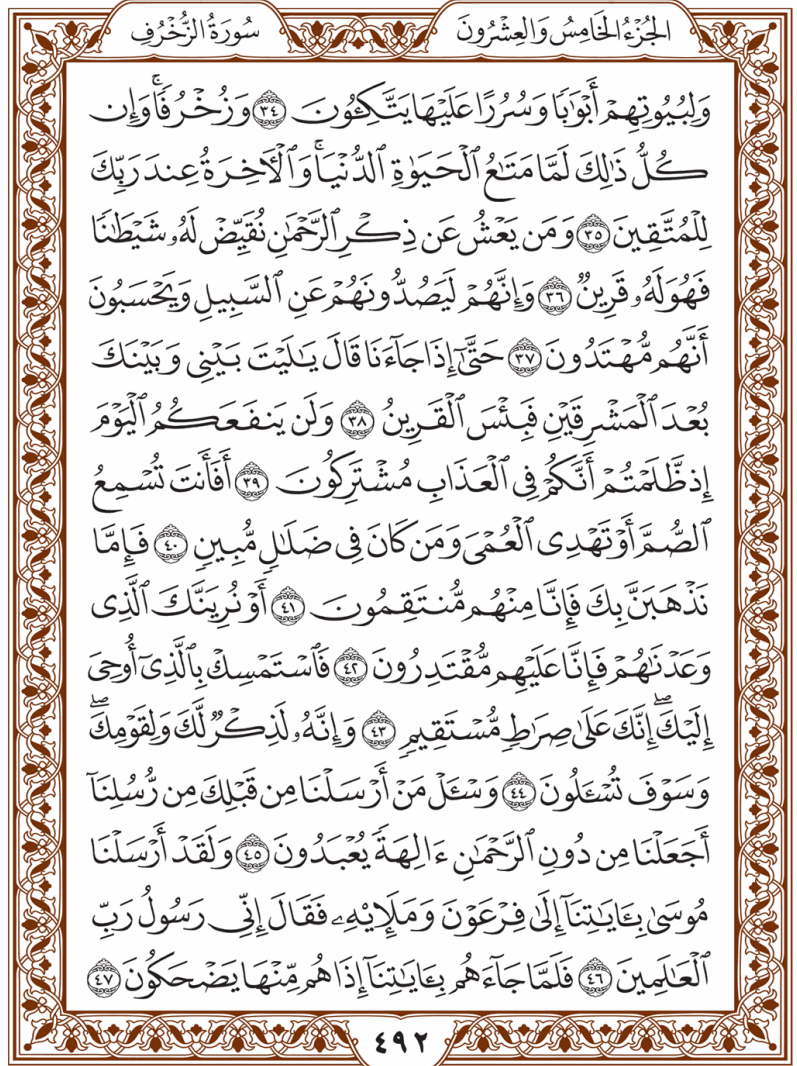 الجُزْءُ الخَامِسُ وَالعِشْرُونَ
سُورَةُ الزُّخْرُفِ
وَلِبُيُوتِهِمْ أَبْوَٰبٗا وَسُرُرًا عَلَيۡهَا يَتَّكِـُٔونَ ٣٤ وَزُخۡرُفٗاۚ وَإِن
كُلُّ ذَٰلِكَ لَمَّا مَتَٰعُ ٱلۡحَيَوٰةِ ٱلدُّنۡيَاۚ وَٱلۡأٓخِرَةُ عِندَ رَبِّكَ
لِلۡمُتَّقِينَ ٣٥ وَمَن يَعۡشُ عَن ذِكۡرِ ٱلرَّحۡمَٰنِ نُقَيِّضۡ لَهُۥ شَيۡطَٰنٗا
فَهُوَ لَهُۥ قَرِينٞ ٣٦ وَإِنَّهُمۡ لَيَصُدُّونَهُمۡ عَنِ ٱلسَّبِيلِ وَيَحۡسَبُونَ
أَنَّهُم مُّهۡتَدُونَ ٣٧ حَتَّىٰٓ إِذَا جَآءَنَا قَالَ يَٰلَيۡتَ بَيۡنِي وَبَيۡنَكَ
بُعۡدَ ٱلۡمَشۡرِقَيۡنِ فَبِئۡسَ ٱلۡقَرِينُ ٣٨ وَلَن يَنفَعَكُمُ ٱلۡيَوۡمَ
إِذ ظَّلَمۡتُمۡ أَنَّكُمۡ فِي ٱلۡعَذَابِ مُشۡتَرِكُونَ ٣٩ أَفَأَنتَ تُسۡمِعُ
ٱلصُّمَّ أَوۡ تَهۡدِي ٱلۡعُمۡيَ وَمَن كَانَ فِي ضَلَٰلٖ مُّبِينٖ ٤٠ فَإِمَّا
نَذۡهَبَنَّ بِكَ فَإِنَّا مِنۡهُم مُّنتَقِمُونَ ٤١ أَوۡ نُرِيَنَّكَ ٱلَّذِي
وَعَدۡنَٰهُمۡ فَإِنَّا عَلَيۡهِم مُّقۡتَدِرُونَ ٤٢ فَٱسۡتَمۡسِكۡ بِٱلَّذِيٓ أُوحِيَ
إِلَيۡكَۖ إِنَّكَ عَلَىٰ صِرَٰطٖ مُّسۡتَقِيمٖ ٤٣ وَإِنَّهُۥ لَذِكۡرٞ لَّكَ وَلِقَوۡمِكَۖ
وَسَوۡفَ تُسۡـَٔلُونَ ٤٤ وَسۡـَٔلۡ مَنۡ أَرۡسَلۡنَا مِن قَبۡلِكَ مِن رُّسُلِنَآ
أَجَعَلۡنَا مِن دُونِ ٱلرَّحۡمَٰنِ ءَالِهَةٗ يُعۡبَدُونَ ٤٥ وَلَقَدۡ أَرۡسَلۡنَا
مُوسَىٰ بِـَٔايَٰتِنَآ إِلَىٰ فِرۡعَوۡنَ وَمَلَإِيْهِۦ فَقَالَ إِنِّي رَسُولُ رَبِّ
ٱلۡعَٰلَمِينَ ٤٦ فَلَمَّا جَآءَهُم بِـَٔايَٰتِنَآ إِذَا هُم مِّنۡهَا يَضۡحَكُونَ ٤٧
٤٩٢